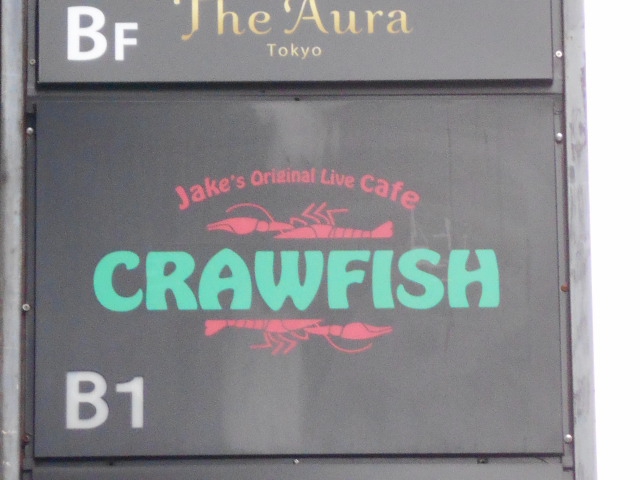 The Aura
BF
Tokyo
Jake's Original Live Cafe
CRAWFISH
B1